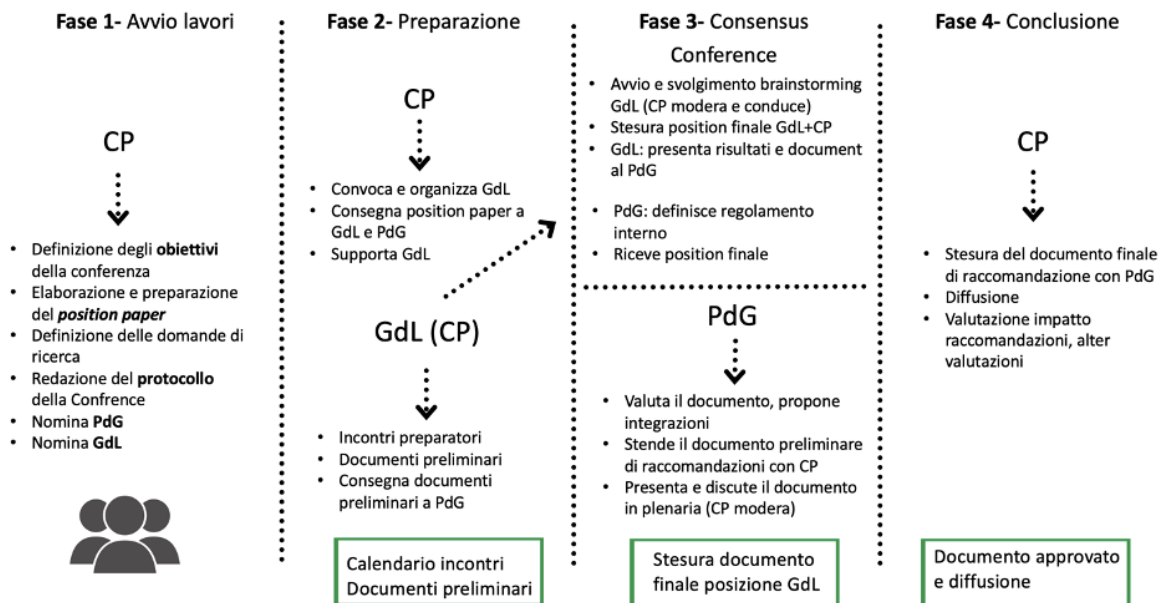 Fase 1- Avvio lavori
CP
• Definizione degli obiettivi
della conferenza
• Elaborazione e preparazione
del position paper
• Definizione delle domande di
ricerca
• Redazione del protocollo
della Confrence
• Nomina PdG
• Nomina GdL
Fase 2- Preparazione
CP
• Convoca e organizza GdL
• Consegna position paper a
GdL e PdG
• Supporta GdL
GdL (CP)
• Incontri preparatori
• Documenti preliminari
• Consegna documenti
preliminari a PdG
Calendario incontri
Documenti preliminari
Fase 3- Consensus
Conference
• Avvio e svolgimento brainstorming
GdL (CP modera e conduce)
• Stesura position finale GdL+CP
• GdL: presenta risultati e document
al PdG
• PdG: definisce regolamento
interno
• Riceve position finale
PdG
• Valuta il documento, propone
integrazioni
• Stende il documento preliminare
di raccomandazioni con CP
• Presenta e discute il documento
in plenaria (CP modera)
Stesura documento
finale posizione GdL
Fase 4- Conclusione
CP
• Stesura del documento finale
di raccomandazione con PdG
• Diffusione
• Valutazione impatto
raccomandazioni, alter
valutazioni
Documento approvato
e diffusione